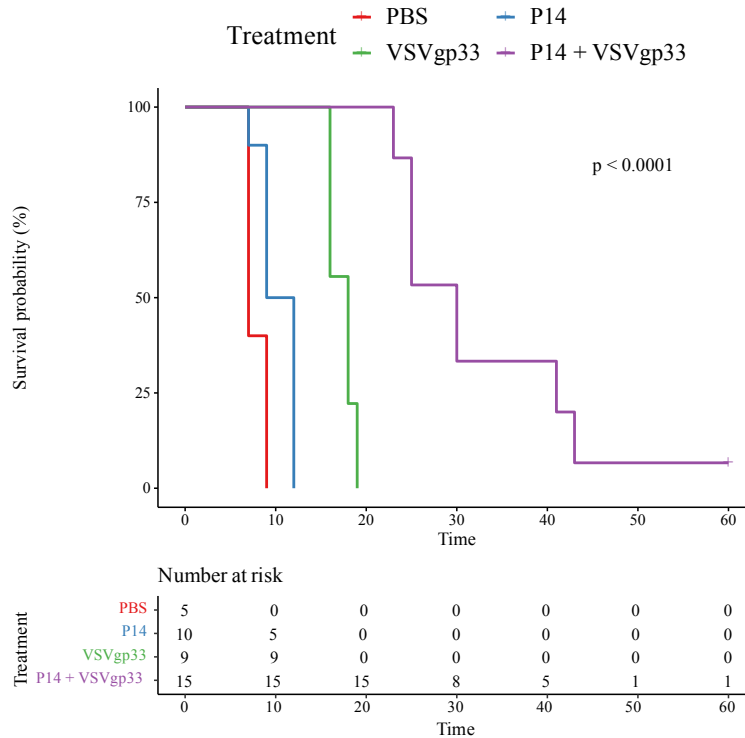 Treatment
PBS
P14
VSVgp33
P14 + VSVgp33
p < 0.0001
Survival probability (%)
100
75
50
25
0
0 10 20 30 40 50 60
Time
Number at risk
Treatment
PBS 5 0 0 0 0 0 0
P14 10 5 0 0 0 0 0
VSVgp33 9 9 0 0 0 0 0
P14 + VSVgp33 15 15 15 8 5 1 1
0 10 20 30 40 50 60
Time